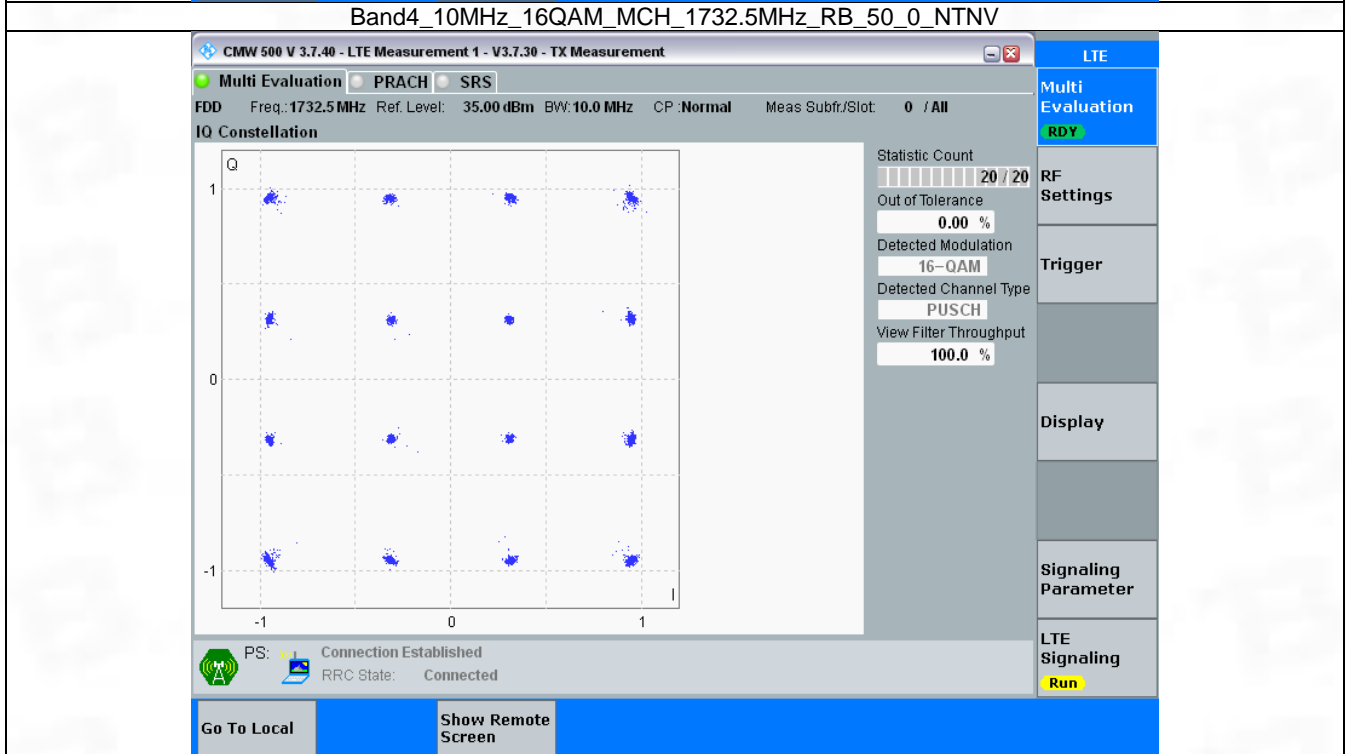 Band4_10MHz_16QAM_MCH_1732.5MHz_RB_50_0_NTNV
CMW 500 V 3.7.40 - LTE Measurement 1 - V3.7.30 - TX Measurement
LTE
Multi Evaluation PRACH SRS
Multi
Evaluation
RDY
FDD Freq.: 1732.5 MHz Ref. Level: 35.00 dBm BW: 10.0 MHz CP : Normal Meas Subfr./Slot: 0 / All
IQ Constellation
Q
1
0
-1
-1 0 1
I
Statistic Count
20 / 20
Out of Tolerance
0.00 %
Detected Modulation
16-QAM
Detected Channel Type
PUSCH
View Filter Throughput
100.0 %
RF
Settings
Trigger
Display
Signaling
Parameter
LTE
Signaling
Run
PS: Connection Established
RRC State: Connected
Go To Local
Show Remote
Screen